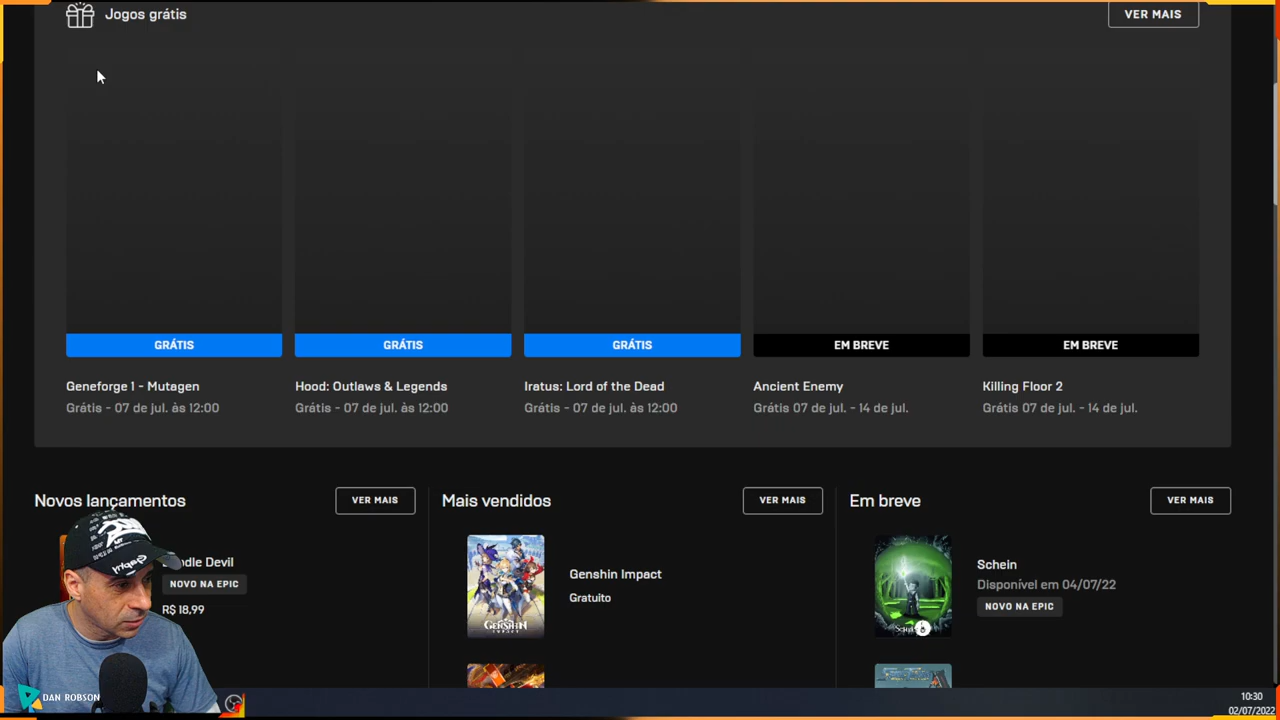 Jogos grátis
VER MAIS
GRÁTIS
GRÁTIS
GRÁTIS
EM BREVE
EM BREVE
Geneforge 1 - Mutagen
Hood: Outlaws & Legends
Iratus: Lord of the Dead
Ancient Enemy
Killing Floor 2
Grátis - 07 de jul. às 12:00
Grátis - 07 de jul. às 12:00
Grátis - 07 de jul. às 12:00
Grátis 07 de jul. - 14 de jul.
Grátis 07 de jul. - 14 de jul.
Novos lançamentos
VER MAIS
Devil
NOVO NA EPIC
R$ 18,99
Mais vendidos
VER MAIS
GENSHIN
IMPACT
Genshin Impact
Gratuito
Em breve
VER MAIS
Schein
Disponível em 04/07/22
NOVO NA EPIC
DAN ROBSON
10:30
02/07/2022